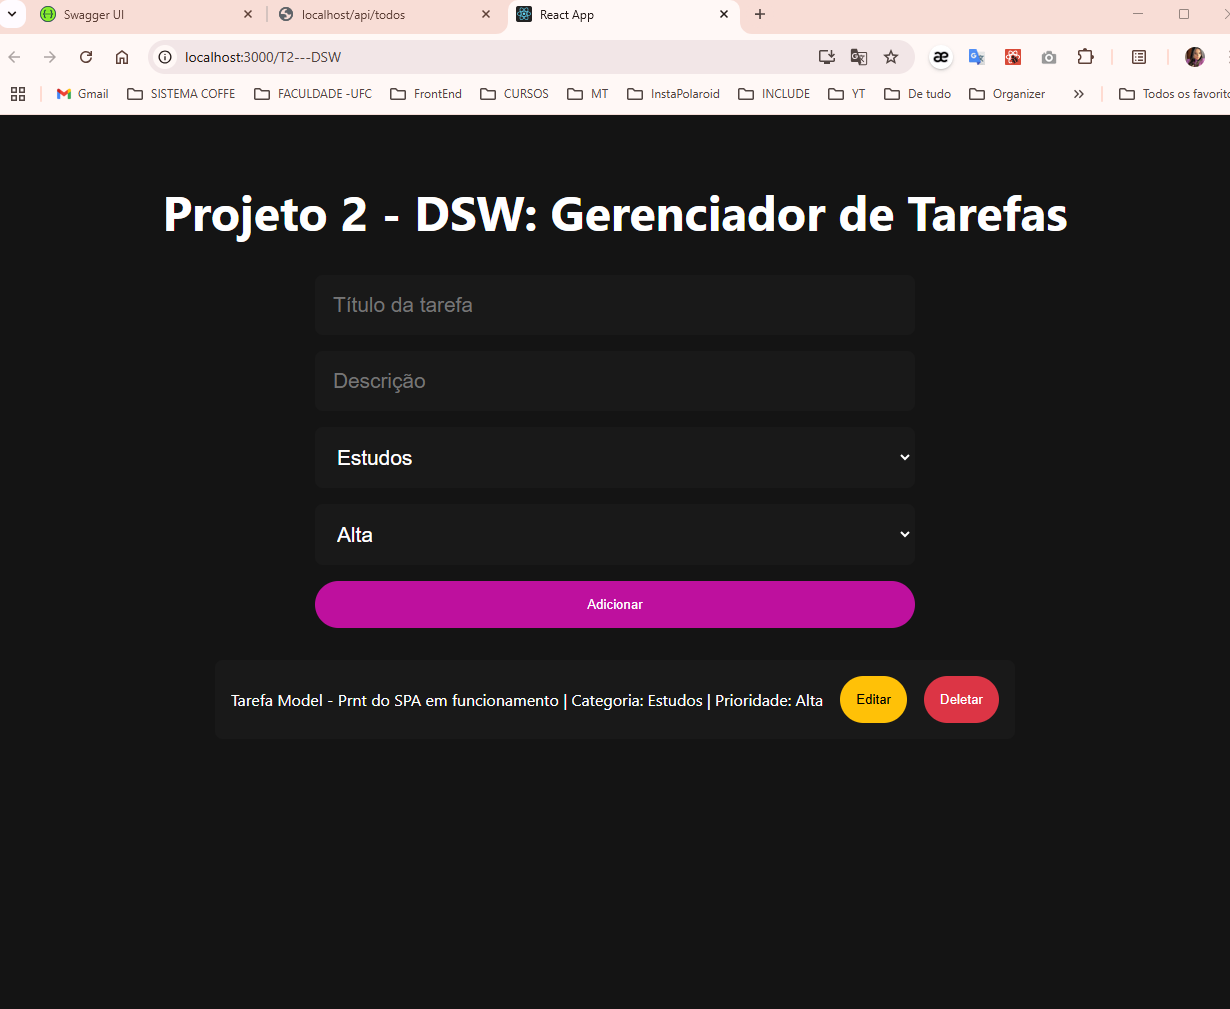 Swagger UI
localhost/api/todos
React App
localhost:3000/T2---DSW
Gmail
SISTEMA COFFE
FACULDADE -UFC
FrontEnd
CURSOS
MT
InstaPolaroid
INCLUDE
YT
De tudo
Organizer
Todos os favorito
Projeto 2 - DSW: Gerenciador de Tarefas
Título da tarefa
Descrição
Estudos
Alta
Adicionar
Tarefa Model - Prnt do SPA em funcionamento | Categoria: Estudos | Prioridade: Alta
Editar
Deletar